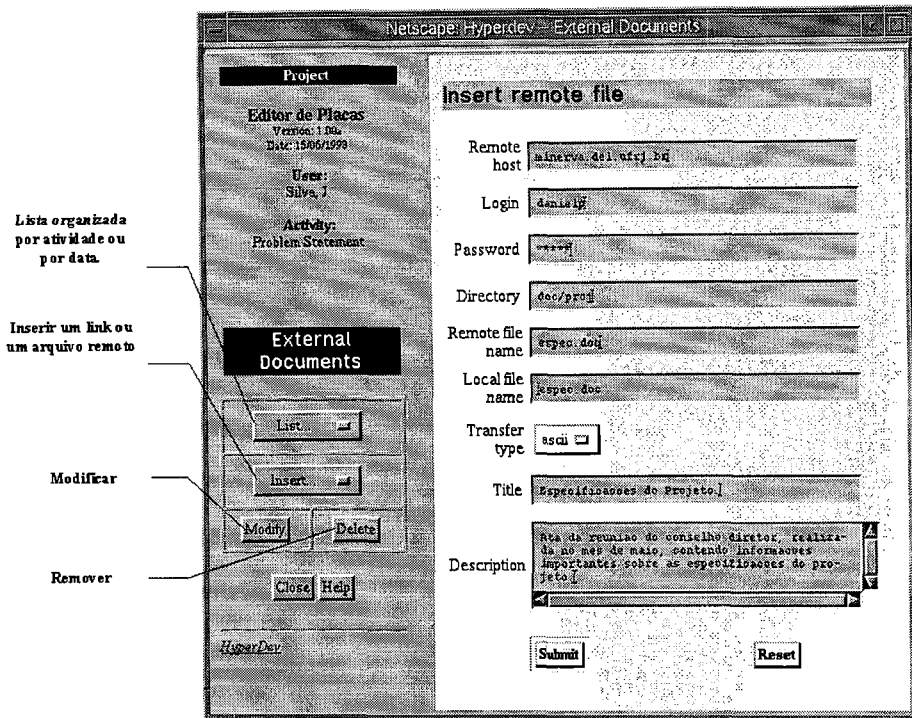 Netscape: Hyperdev - External Documents
Project
Editor de Placas
Version: 1.00a
Date: 15/05/1998
User:
Silva, J
Activity:
Problem Statement
External
Documents
List...
Insert
Modify
Delete
Close
Help
HyperDev
Lista organizada
por atividade ou
por data.
Inserir um link ou
um arquivo remoto
Modificar
Remover
Insert remote file
Remote
host
minerva.del.ufrj.br
Login
danielp
Password
*****
Directory
doc/proj
Remote file
name
espec.doc
Local file
name
espec.doc
Transfer
type
ascii
Title
Especificacoes do Projeto.
Description
Ata da reuniao do conselho diretor, realiza-
da no mes de maio, contendo informacoes
importantes sobre as especificacoes do pro-
jeto.
Submit
Reset